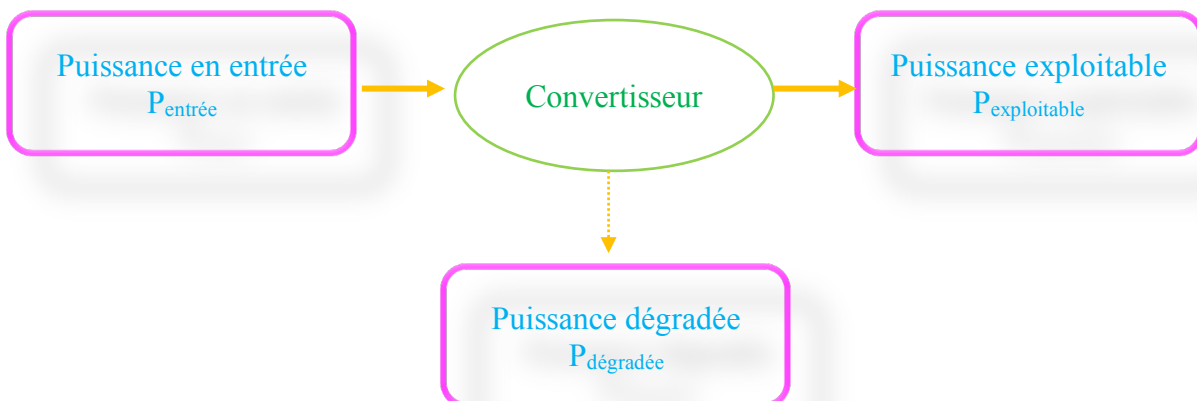 Puissance en entrée
Pentrée
Convertisseur
Puissance exploitable
Pexploitable
Puissance dégradée
Pdégradée